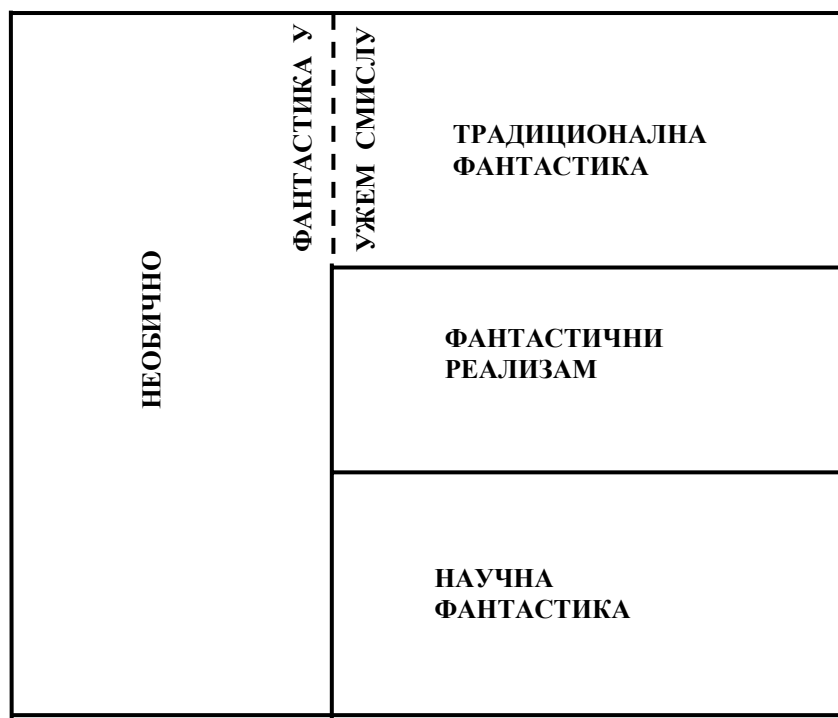 НЕОБИЧНО
ФАНТАСТИКА У
УЖЕМ СМИСЛУ
ТРАДИЦИОНАЛНА
ФАНТАСТИКА
ФАНТАСТИЧНИ
РЕАЛИЗАМ
НАУЧНА
ФАНТАСТИКА